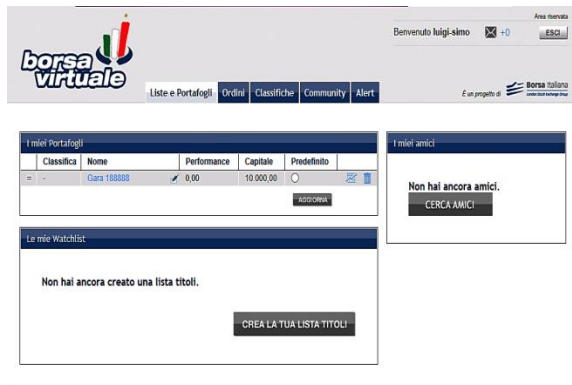 Area riservata
Benvenuto luigi-simo +0 ESCI
borsa
virtuale
Liste e Portafogli Ordini Classifiche Community Alert
È un progetto di Borsa Italiana
London Stock Exchange Group
I miei Portafogli
Classifica Nome Performance Capitale Predefinito
= - Gara 188888 0,00 10.000,00
AGGIORNA
I miei amici
Non hai ancora amici.
CERCA AMICI
Le mie Watchlist
Non hai ancora creato una lista titoli.
CREA LA TUA LISTA TITOLI